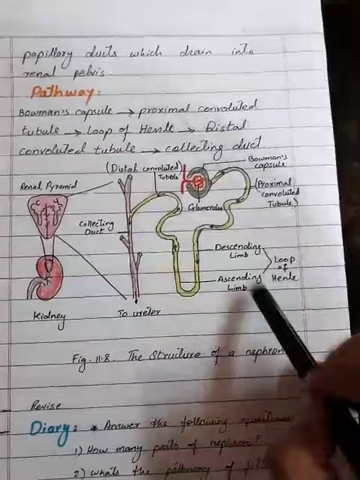 papillary ducts which drain into
renal pelvis.
Pathway:
Bowman's capsule → proximal convoluted
tubule → Loop of Henle → Distal
convoluted tubule → collecting duct
Bowman's
capsule
(Distal convoluted
Tubule
Renal Pyramid
Glomerulus
(Proximal
convoluted
Tubule)
Collecting
Duct
Descending
Limb
Loop
of
Henle
Ascending
Limb
Kidney
To ureter
Fig 11.8. The Structure of a nephron
Revise
Diary: * Answer the following questions
1) How many parts of nephron?
2) what's the pathway of